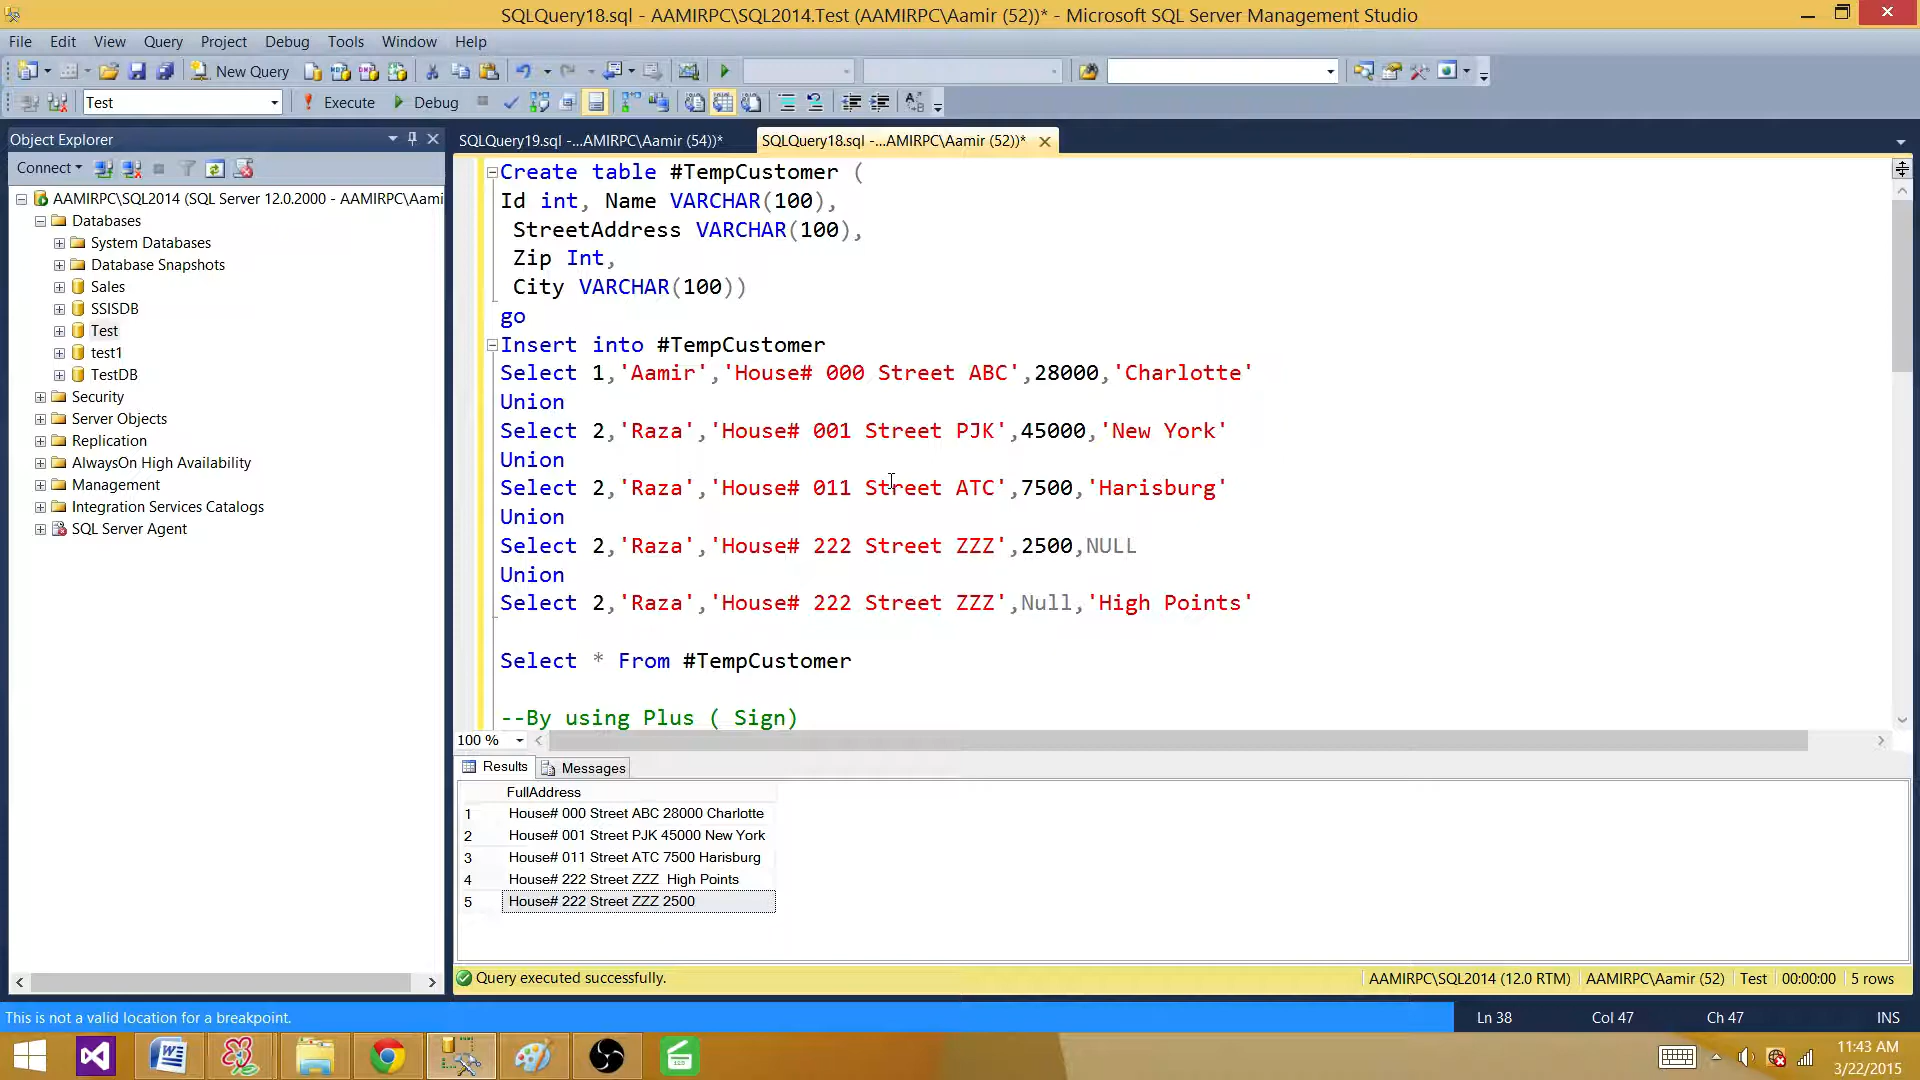 SQLQuery18.sql - AAMIRPC\SQL2014.Test (AAMIRPC\Aamir (52))* - Microsoft SQL Server Management Studio
File Edit View Query Project Debug Tools Window Help
New Query
Test Execute Debug
Object Explorer
SQLQuery19.sql -...AMIRPC\Aamir (54))* SQLQuery18.sql -...AMIRPC\Aamir (52))*
Connect
AAMIRPC\SQL2014 (SQL Server 12.0.2000 - AAMIRPC\Aami
Databases
System Databases
Database Snapshots
Sales
SSISDB
Test
test1
TestDB
Security
Server Objects
Replication
AlwaysOn High Availability
Management
Integration Services Catalogs
SQL Server Agent
Create table #TempCustomer (
Id int, Name VARCHAR(100),
StreetAddress VARCHAR(100),
Zip Int,
City VARCHAR(100))
go
Insert into #TempCustomer
Select 1,'Aamir','House# 000 Street ABC',28000,'Charlotte'
Union
Select 2,'Raza','House# 001 Street PJK',45000,'New York'
Union
Select 2,'Raza','House# 011 Street ATC',7500,'Harisburg'
Union
Select 2,'Raza','House# 222 Street ZZZ',2500,NULL
Union
Select 2,'Raza','House# 222 Street ZZZ',Null,'High Points'
Select * From #TempCustomer
--By using Plus ( Sign)
100 %
Results Messages
FullAddress
1 House# 000 Street ABC 28000 Charlotte
2 House# 001 Street PJK 45000 New York
3 House# 011 Street ATC 7500 Harisburg
4 House# 222 Street ZZZ  High Points
5 House# 222 Street ZZZ 2500
Query executed successfully. AAMIRPC\SQL2014 (12.0 RTM) AAMIRPC\Aamir (52) Test 00:00:00 5 rows
This is not a valid location for a breakpoint. Ln 38 Col 47 Ch 47 INS
11:43 AM
3/22/2015